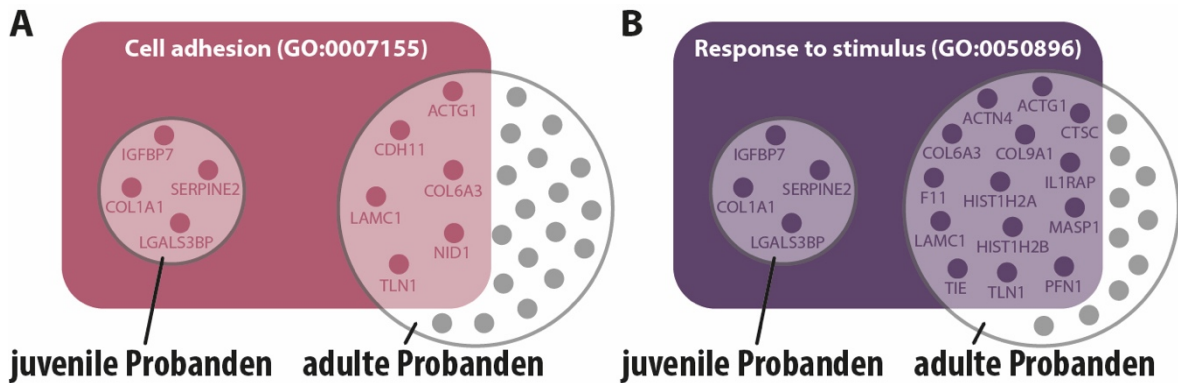 A
Cell adhesion (GO:0007155)
ACTG1
IGFBP7
CDH11
SERPINE2
COL6A3
COL1A1
LAMC1
LGALS3BP
NID1
TLN1
juvenile Probanden
adulte Probanden
B
Response to stimulus (GO:0050896)
ACTG1
ACTN4
CTSC
IGFBP7
COL6A3
COL9A1
SERPINE2
IL1RAP
F11
HIST1H2A
COL1A1
MASP1
LAMC1
LGALS3BP
HIST1H2B
TIE
TLN1
PFN1
juvenile Probanden
adulte Probanden